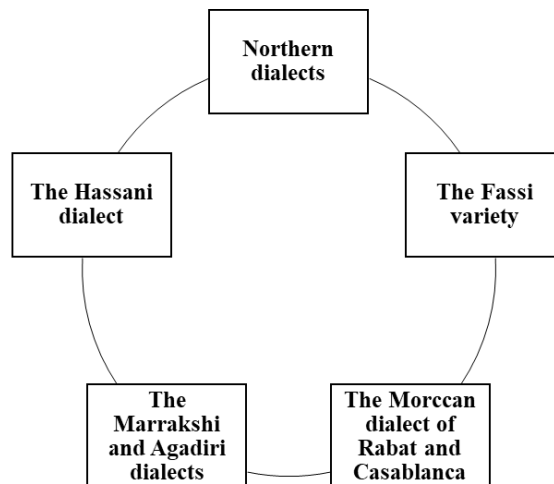 Northern
dialects
The Hassani
dialect
The Fassi
variety
The
Marrakshi
and Agadiri
dialects
The Morccan
dialect of
Rabat and
Casablanca